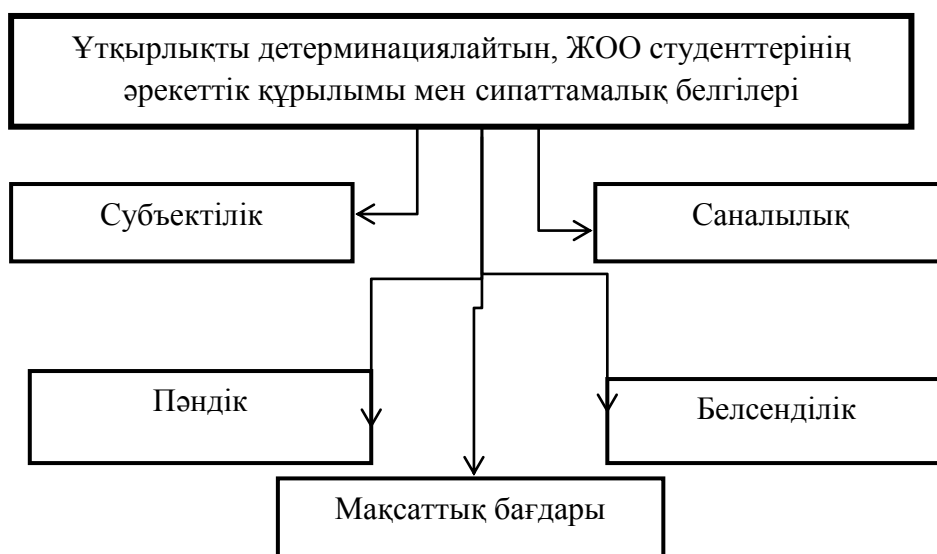 Ұтқырлықты детерминациялайтын, ЖОО студенттерінің
әрекеттік құрылымы мен сипаттамалық белгілері
Субъектілік
Саналылық
Пәндік
Белсенділік
Мақсаттық бағдары